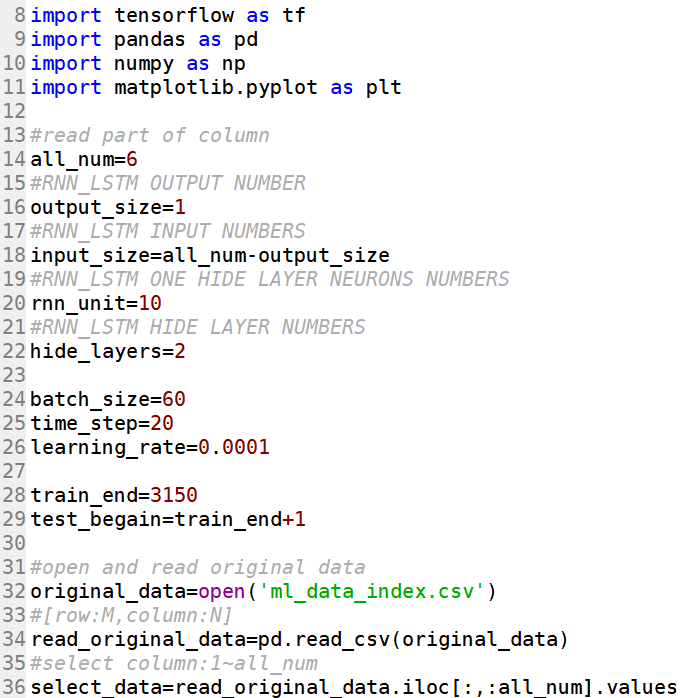 8 import tensorflow as tf
9 import pandas as pd
10 import numpy as np
11 import matplotlib.pyplot as plt
12
13 #read part of column
14 all_num=6
15 #RNN_LSTM OUTPUT NUMBER
16 output_size=1
17 #RNN_LSTM INPUT NUMBERS
18 input_size=all_num-output_size
19 #RNN_LSTM ONE HIDE LAYER NEURONS NUMBERS
20 rnn_unit=10
21 #RNN_LSTM HIDE LAYER NUMBERS
22 hide_layers=2
23
24 batch_size=60
25 time_step=20
26 learning_rate=0.0001
27
28 train_end=3150
29 test_begain=train_end+1
30
31 #open and read original data
32 original_data=open('ml_data_index.csv')
33 #[row:M,column:N]
34 read_original_data=pd.read_csv(original_data)
35 #select column:1~all_num
36 select_data=read_original_data.iloc[:,:all_num].values